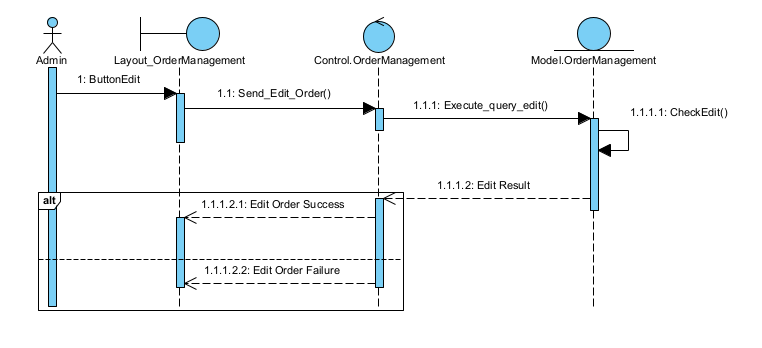 Admin
Layout_OrderManagement
Control.OrderManagement
Model.OrderManagement
1: ButtonEdit
1.1: Send_Edit_Order()
1.1.1: Execute_query_edit()
1.1.1.1: CheckEdit()
1.1.1.2: Edit Result
alt
1.1.1.2.1: Edit Order Success
1.1.1.2.2: Edit Order Failure